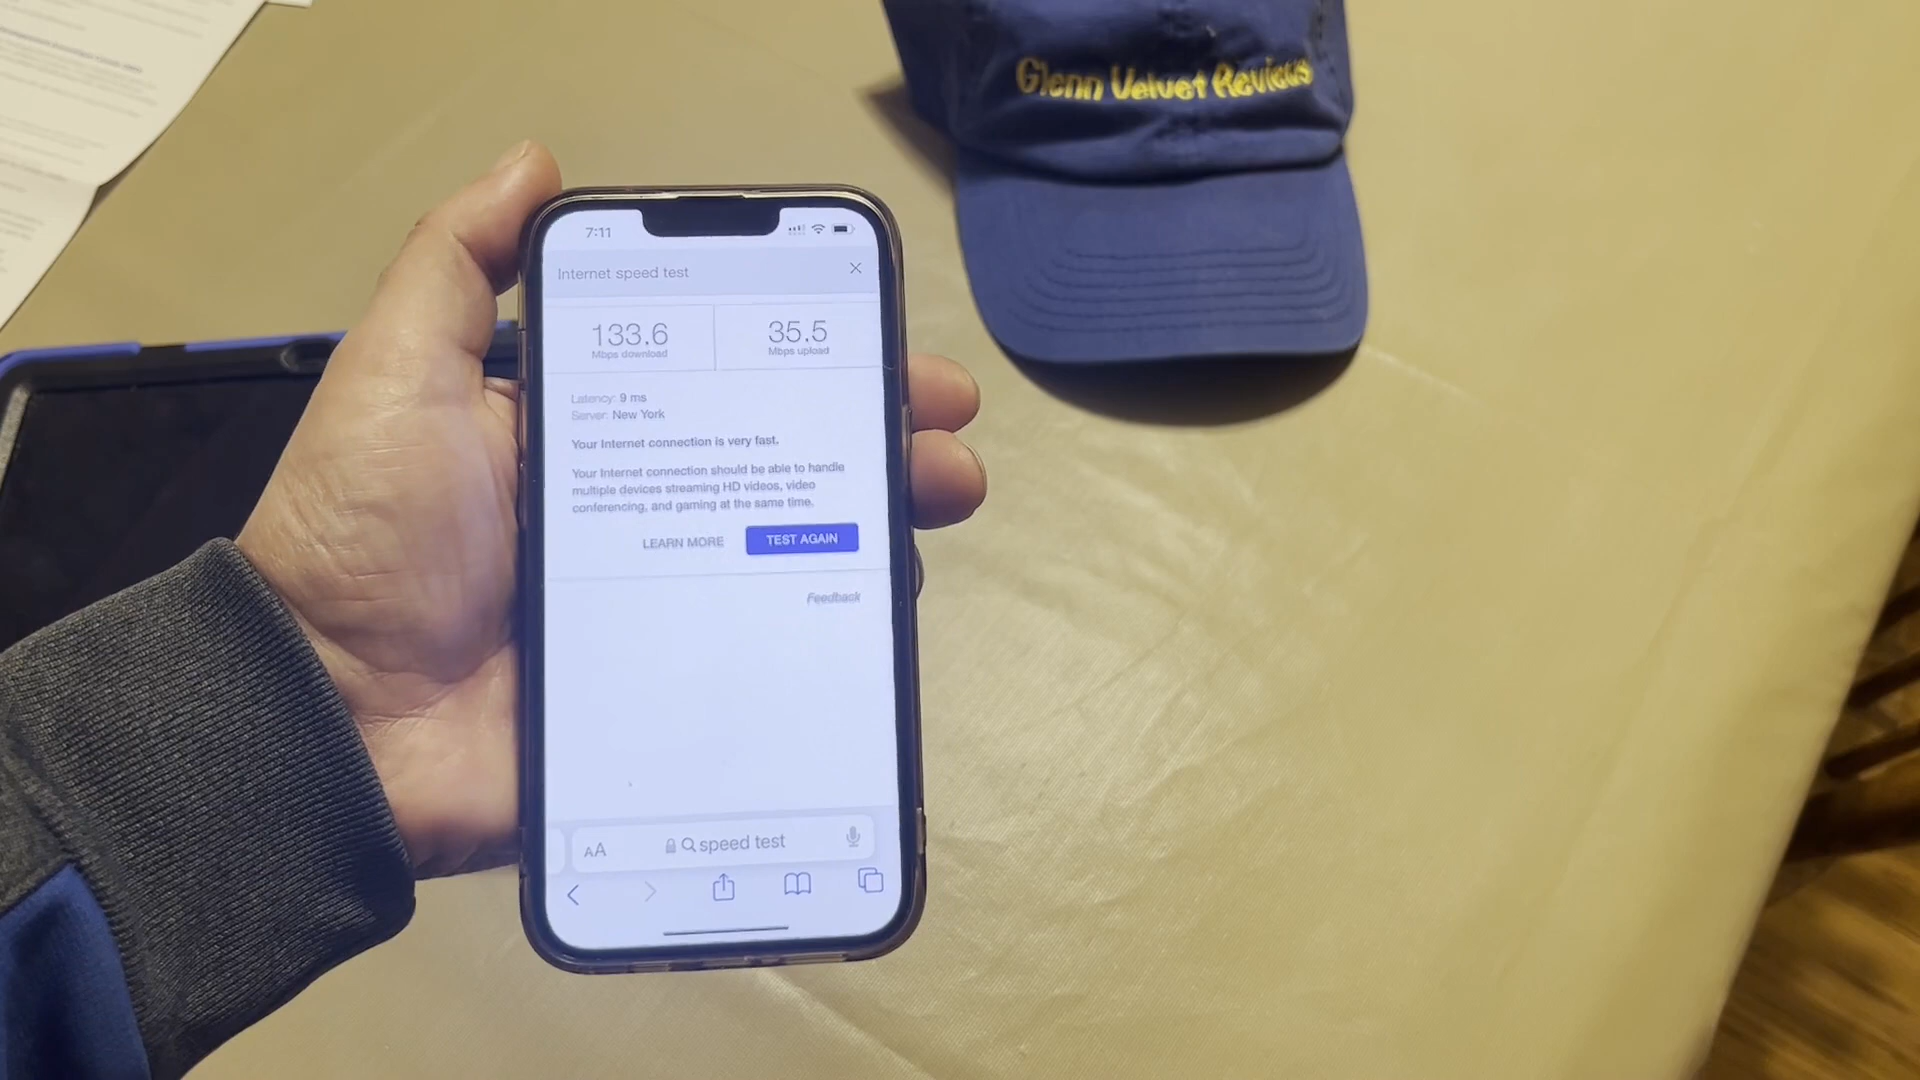 Glenn Velvet Reviews
7:11
Internet speed test
133.6
Mbps download
35.5
Mbps upload
Latency: 9 ms
Server: New York
Your Internet connection is very fast.
Your Internet connection should be able to handle
multiple devices streaming HD videos, video
conferencing, and gaming at the same time.
LEARN MORE
TEST AGAIN
Feedback
AA
speed test